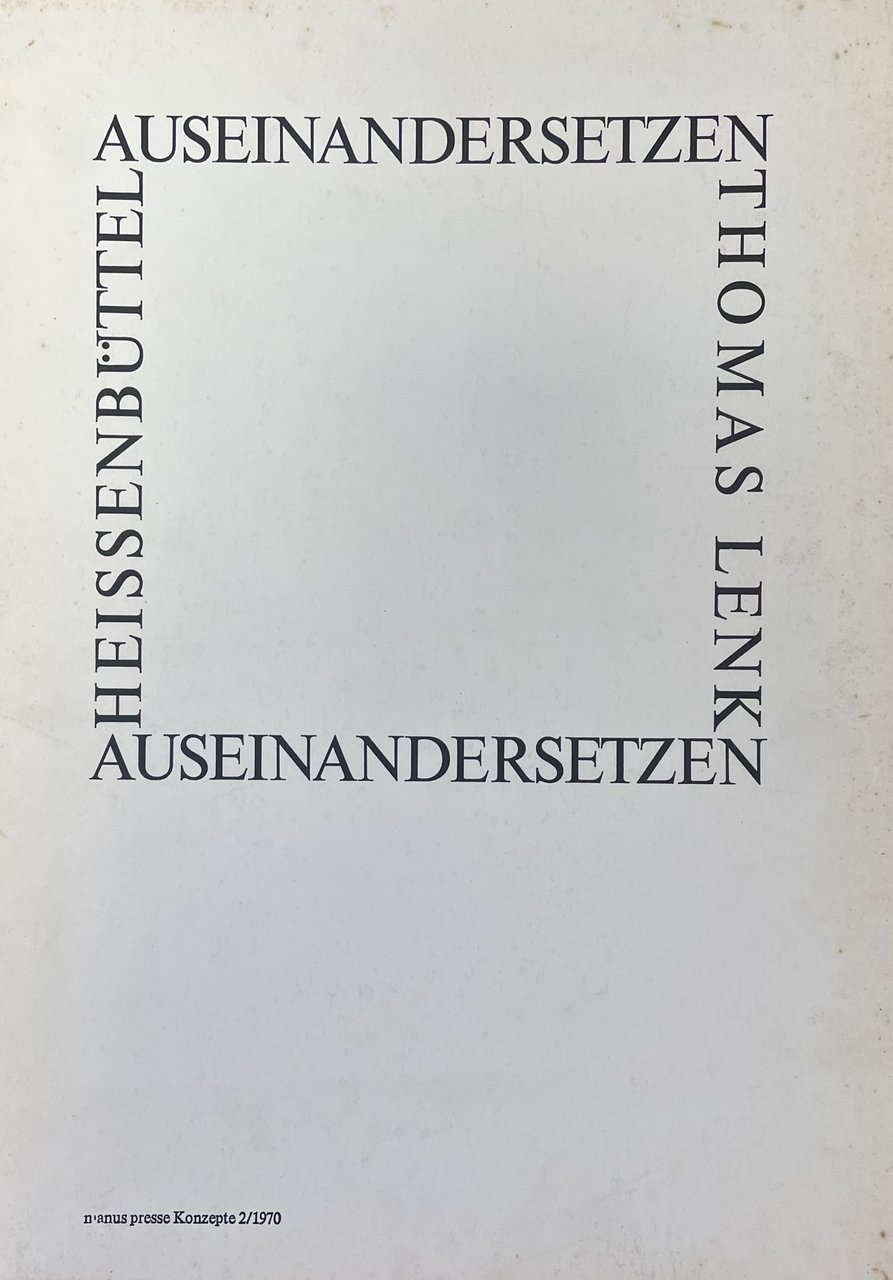 AUSEINANDERSETZEN
HEISSENBÜTTEL
THOMAS LENK
AUSEINANDERSETZEN
manus presse Konzepte 2/1970